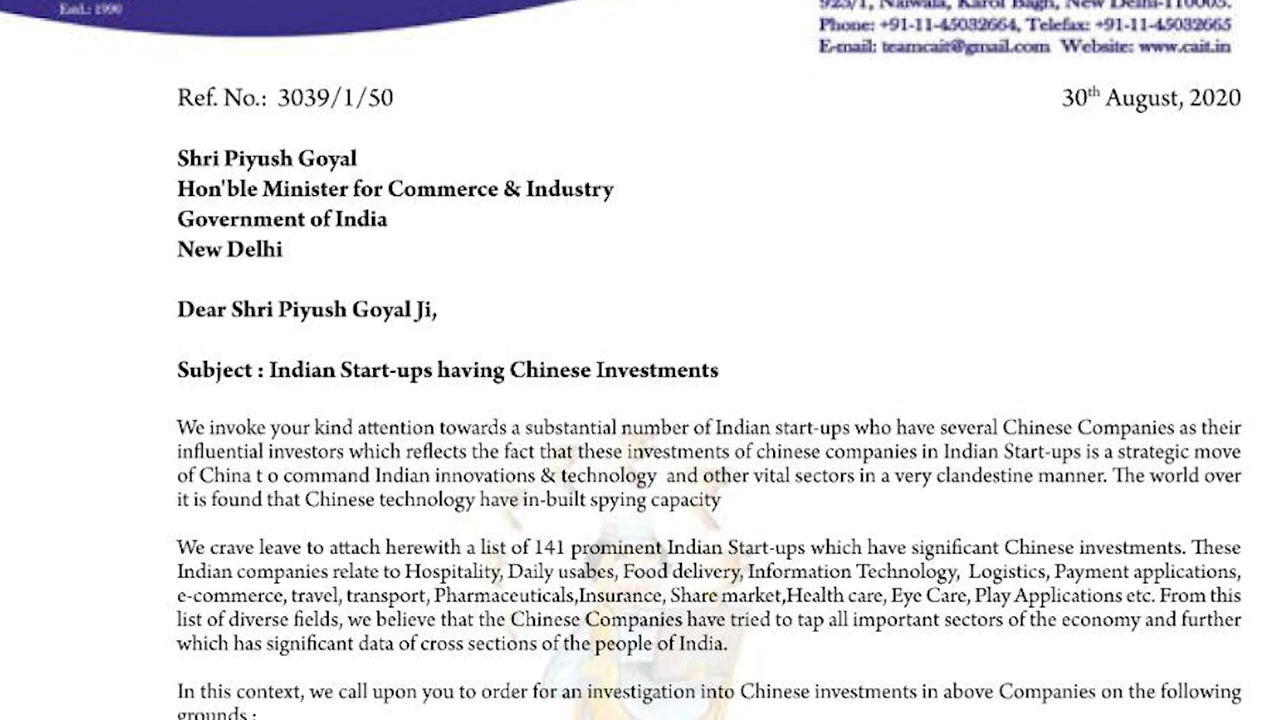 Estd.: 1990
925/1, Naiwala, Karol Bagh, New Delhi-110005.
Phone: +91-11-45032664, Telefax: +91-11-45032665
E-mail: teamcait@gmail.com Website: www.cait.in
Ref. No.: 3039/1/50
30th August, 2020
Shri Piyush Goyal
Hon'ble Minister for Commerce & Industry
Government of India
New Delhi
Dear Shri Piyush Goyal Ji,
Subject : Indian Start-ups having Chinese Investments
We invoke your kind attention towards a substantial number of Indian start-ups who have several Chinese Companies as their
influential investors which reflects the fact that these investments of chinese companies in Indian Start-ups is a strategic move
of China t o command Indian innovations & technology and other vital sectors in a very clandestine manner. The world over
it is found that Chinese technology have in-built spying capacity
We crave leave to attach herewith a list of 141 prominent Indian Start-ups which have significant Chinese investments. These
Indian companies relate to Hospitality, Daily usabes, Food delivery, Information Technology, Logistics, Payment applications,
e-commerce, travel, transport, Pharmaceuticals,Insurance, Share market,Health care, Eye Care, Play Applications etc. From this
list of diverse fields, we believe that the Chinese Companies have tried to tap all important sectors of the economy and further
which has significant data of cross sections of the people of India.
In this context, we call upon you to order for an investigation into Chinese investments in above Companies on the following
grounds :